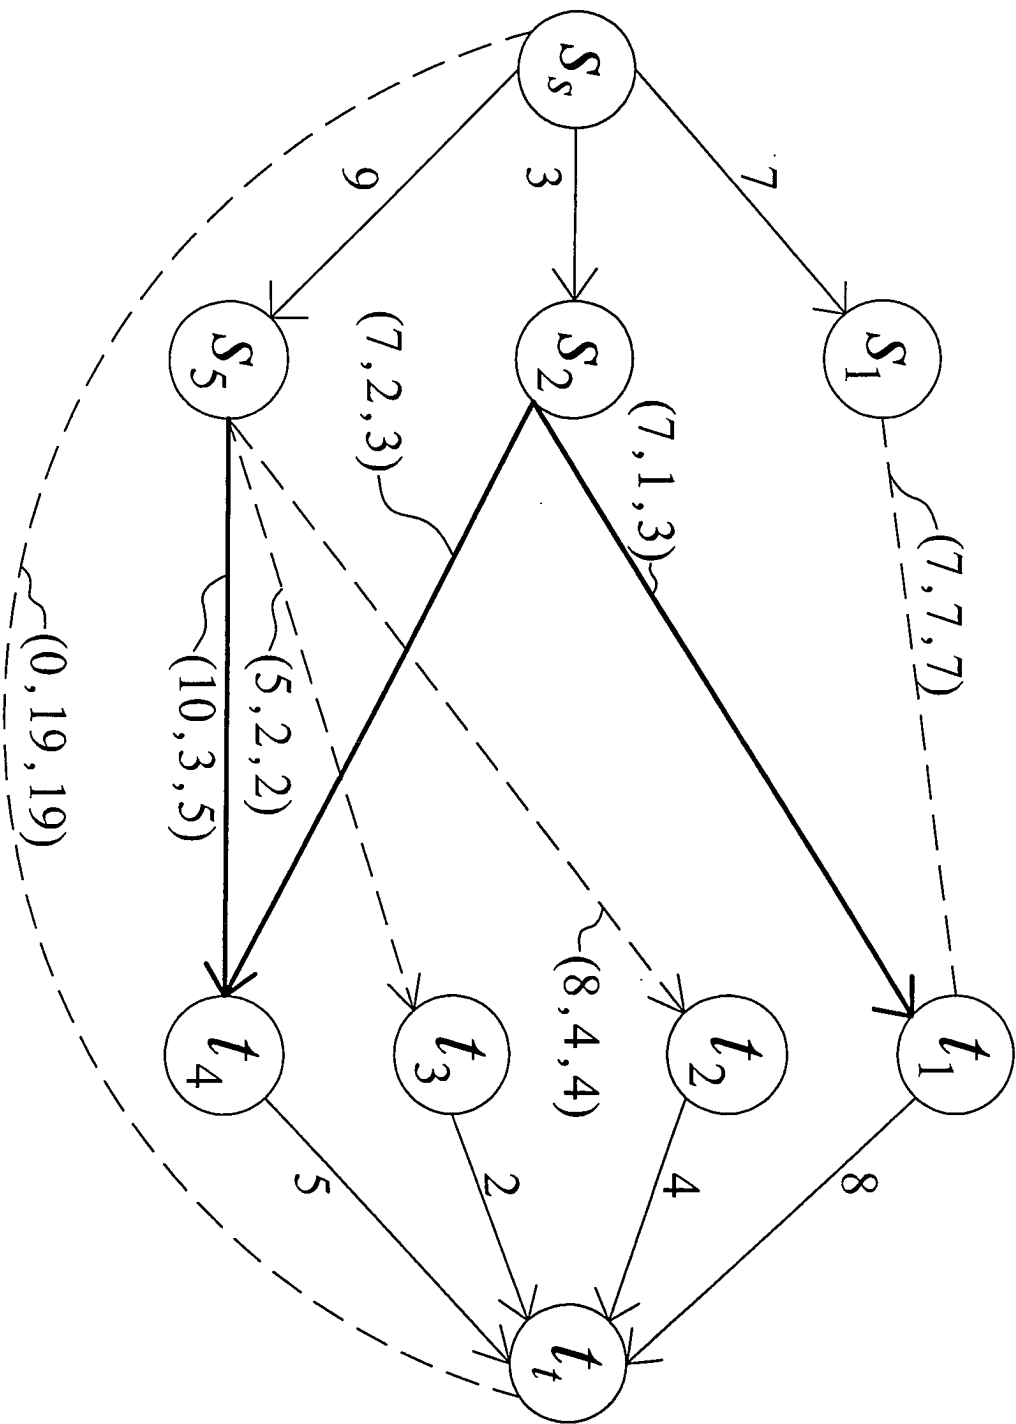 s_s
7
3
9
s_1
s_2
s_5
(7,7,7)
(7,1,3)
(7,2,3)
(8,4,4)
(5,2,2)
(10,3,5)
(0,19,19)
t_1
t_2
t_3
t_4
8
4
2
5
t_t